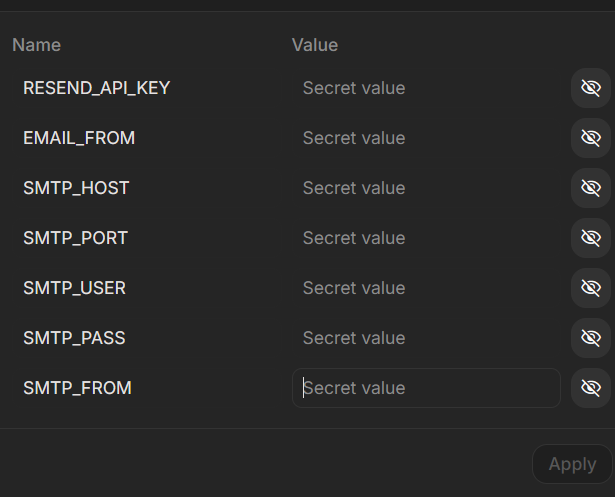 Name Value
RESEND_API_KEY Secret value
EMAIL_FROM Secret value
SMTP_HOST Secret value
SMTP_PORT Secret value
SMTP_USER Secret value
SMTP_PASS Secret value
SMTP_FROM Secret value
Apply